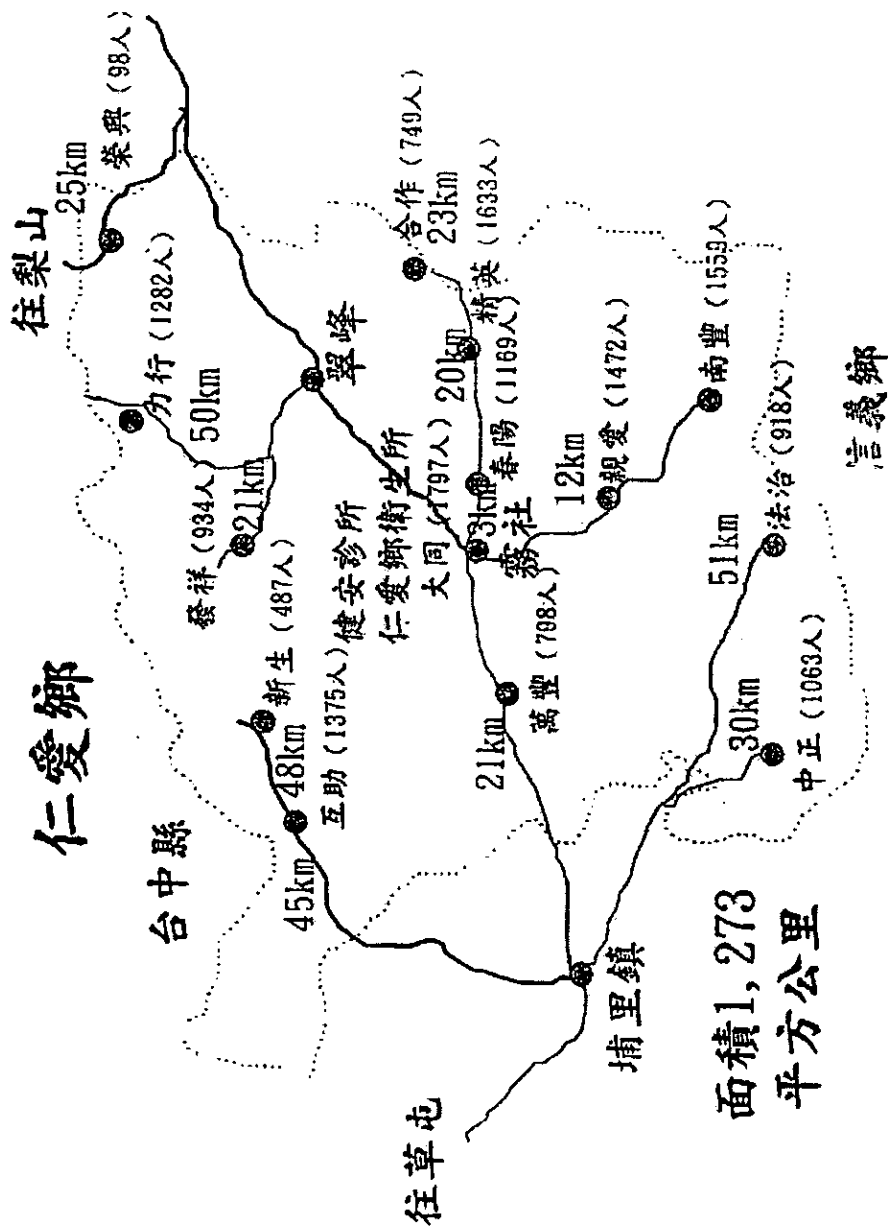 仁愛鄉
往梨山
台中縣
榮興(98人)
25km
力行(1282人)
50km
發祥(934人)
21km
翠峰
新生(487人)
48km
互助(1375人)
45km
健安診所
仁愛鄉衛生所
大同(1797人)
3km
霧社
合作(749人)
23km
精英(1633人)
20km
春陽(1169人)
12km
親愛(1472人)
南豐(1559人)
萬豐(798人)
21km
51km
法治(918人)
30km
中正(1063人)
信義鄉
埔里鎮
往草屯
面積1,273
平方公里